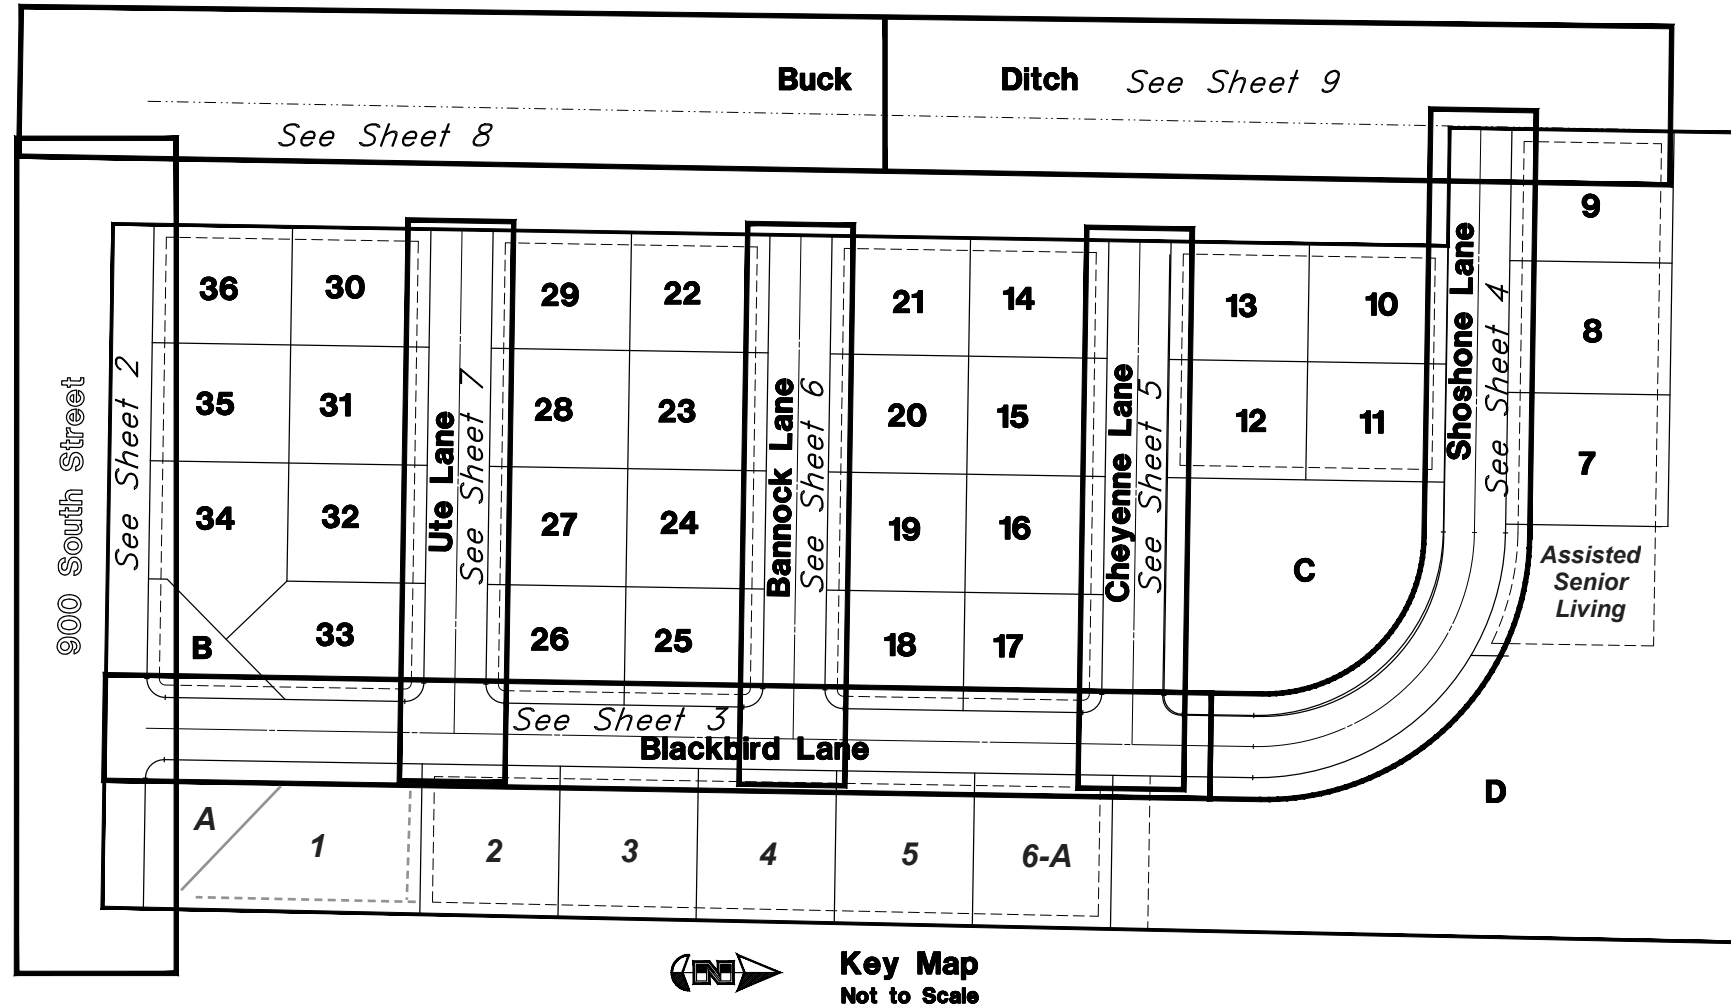 Buck Ditch See Sheet 9
See Sheet 8
9
36 30 29 22 21 14 13 10 8
35 31 28 23 20 15 12 11 7
34 32 27 24 19 16 C
B 33 26 25 18 17
900 South Street
See Sheet 2
Ute Lane
See Sheet 7
Bannock Lane
See Sheet 6
Cheyenne Lane
See Sheet 5
Shoshone Lane
See Sheet 4
Assisted
Senior
Living
See Sheet 3
Blackbird Lane
A 1 2 3 4 5 6-A D
N
Key Map
Not to Scale